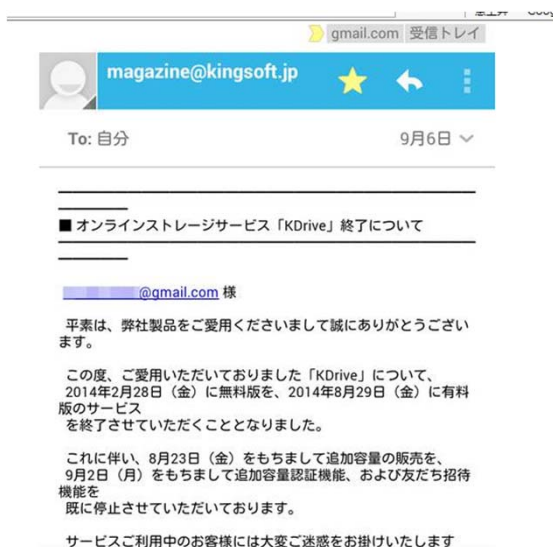 gmail.com 受信トレイ
magazine@kingsoft.jp
To: 自分 9月6日
■ オンラインストレージサービス「KDrive」終了について
@gmail.com 様
平素は、弊社製品をご愛用くださいまして誠にありがとうござい
ます。
この度、ご愛用いただいておりました「KDrive」について、
2014年2月28日（金）に無料版を、2014年8月29日（金）に有料
版のサービス
を終了させていただくこととなりました。
これに伴い、8月23日（金）をもちまして追加容量の販売を、
9月2日（月）をもちまして追加容量認証機能、および友だち招待
機能を
既に停止させていただいております。
サービスご利用中のお客様には大変ご迷惑をお掛けいたします